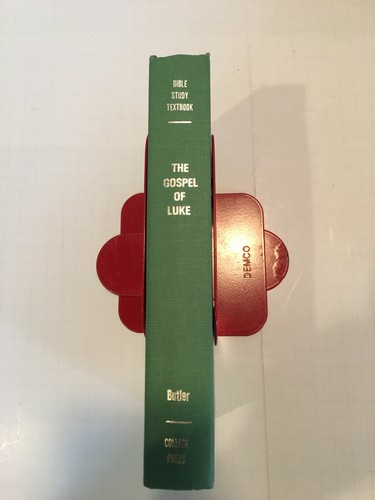 BIBLE
STUDY
TEXTBOOK
THE
GOSPEL
OF
LUKE
Butler
COLLEGE
PRESS
DEMCO